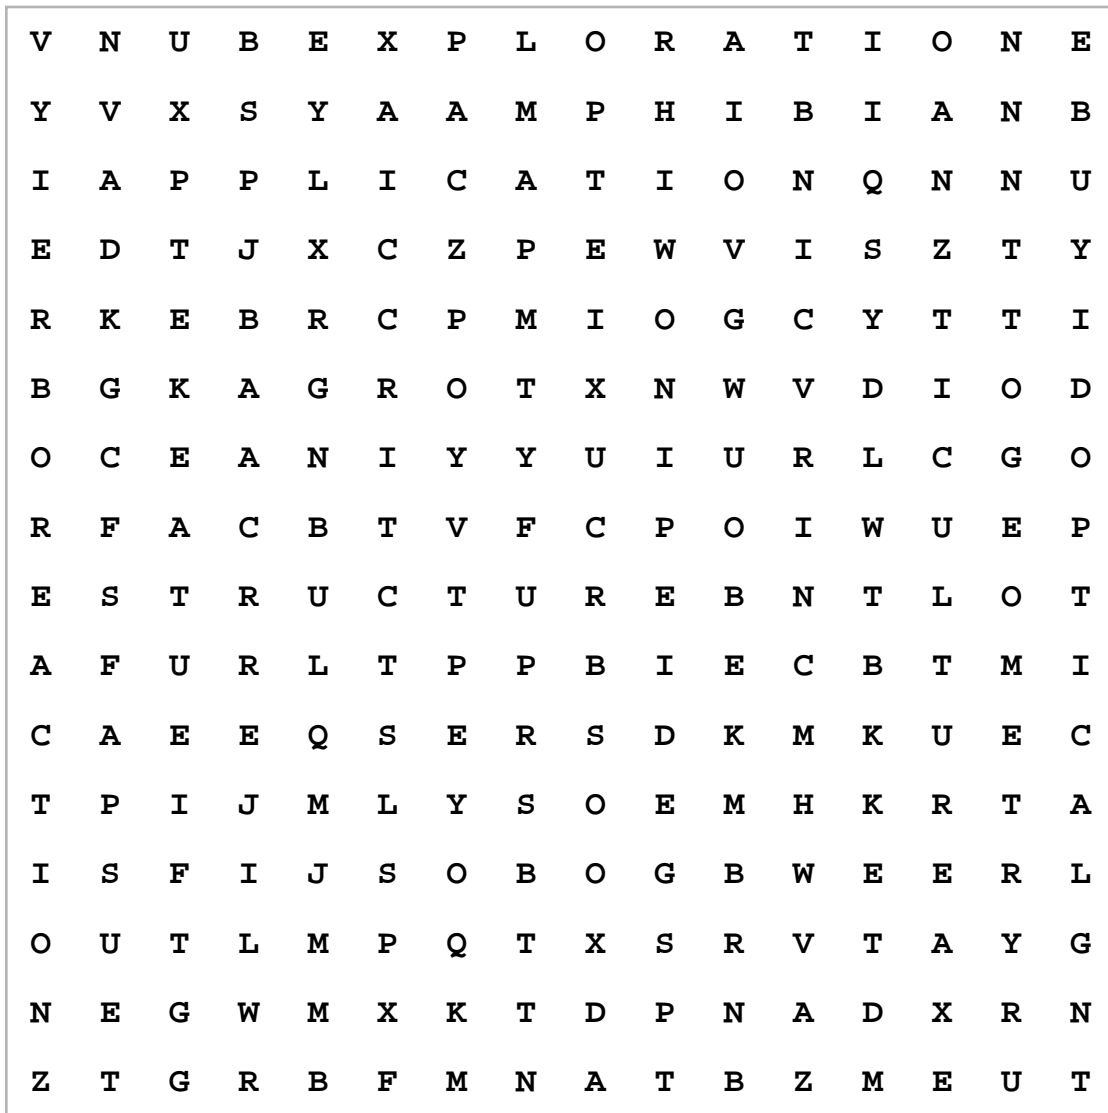 V N U B E X P L O R A T I O N E
Y V X S Y A A M P H I B I A N B
I A P P L I C A T I O N Q N N U
E D T J X C Z P E W V I S Z T Y
R K E B R C P M I O G C Y T T I
B G K A G R O T X N W V D I O D
O C E A N I Y Y U I U R L C G O
R F A C B T V F C P O I W U E P
E S T R U C T U R E B N T L O T
A F U R L T P P B I E C B T M I
C A E E Q S E R S D K M K U E C
T P I J M L Y S O E M H K R T A
I S F I J S O B O G B W E E R L
O U T L M P Q T X S R V T A Y G
N E G W M X K T D P N A D X R N
Z T G R B F M N A T B Z M E U T